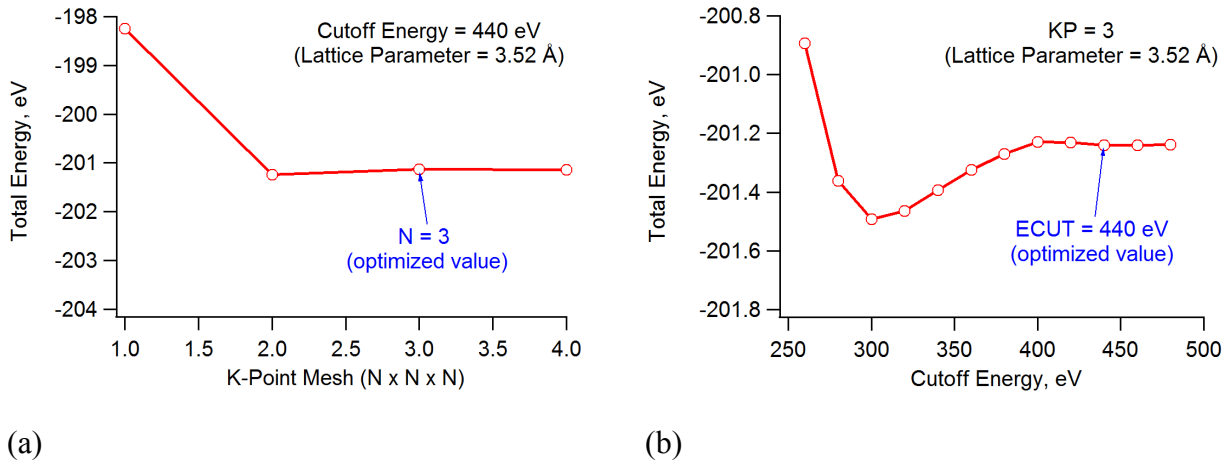 Cutoff Energy = 440 eV
(Lattice Parameter = 3.52 Å)
Total Energy, eV
-198
-199
-200
-201
-202
-203
-204
N = 3
(optimized value)
1.0 1.5 2.0 2.5 3.0 3.5 4.0
K-Point Mesh (N x N x N)
(a)
KP = 3
(Lattice Parameter = 3.52 Å)
Total Energy, eV
-200.8
-201.0
-201.2
-201.4
-201.6
-201.8
ECUT = 440 eV
(optimized value)
250 300 350 400 450 500
Cutoff Energy, eV
(b)